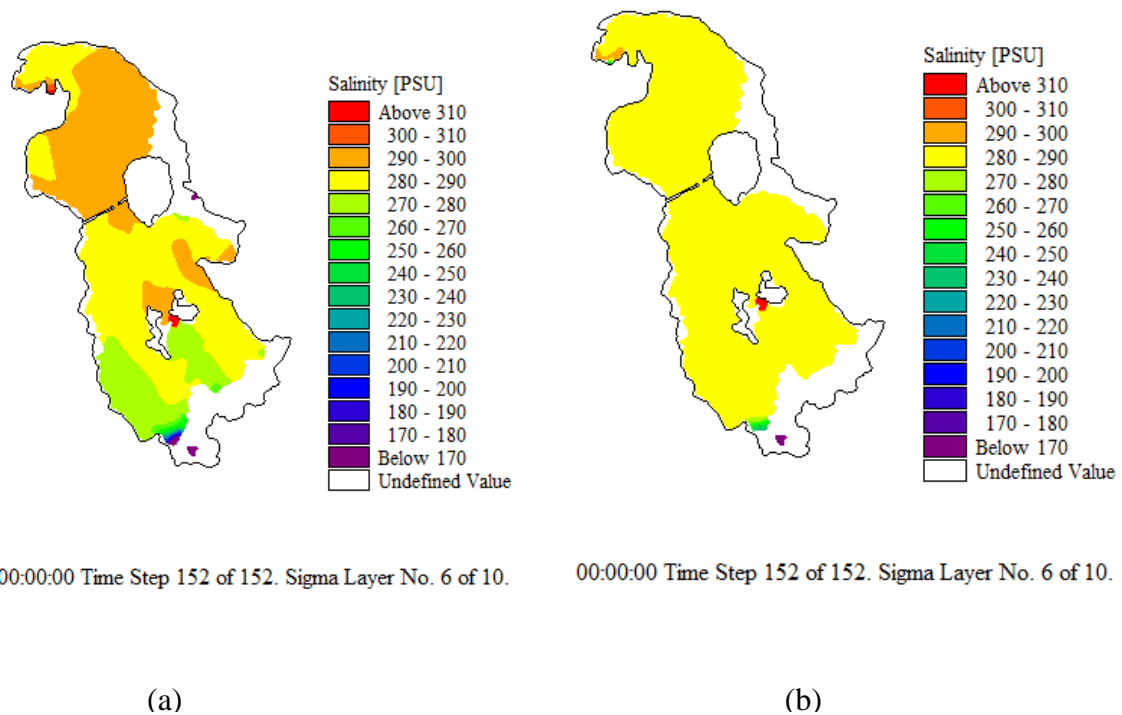 Salinity [PSU]
Above 310
300 - 310
290 - 300
280 - 290
270 - 280
260 - 270
250 - 260
240 - 250
230 - 240
220 - 230
210 - 220
200 - 210
190 - 200
180 - 190
170 - 180
Below 170
Undefined Value
00:00:00 Time Step 152 of 152. Sigma Layer No. 6 of 10.
(a)
Salinity [PSU]
Above 310
300 - 310
290 - 300
280 - 290
270 - 280
260 - 270
250 - 260
240 - 250
230 - 240
220 - 230
210 - 220
200 - 210
190 - 200
180 - 190
170 - 180
Below 170
Undefined Value
00:00:00 Time Step 152 of 152. Sigma Layer No. 6 of 10.
(b)